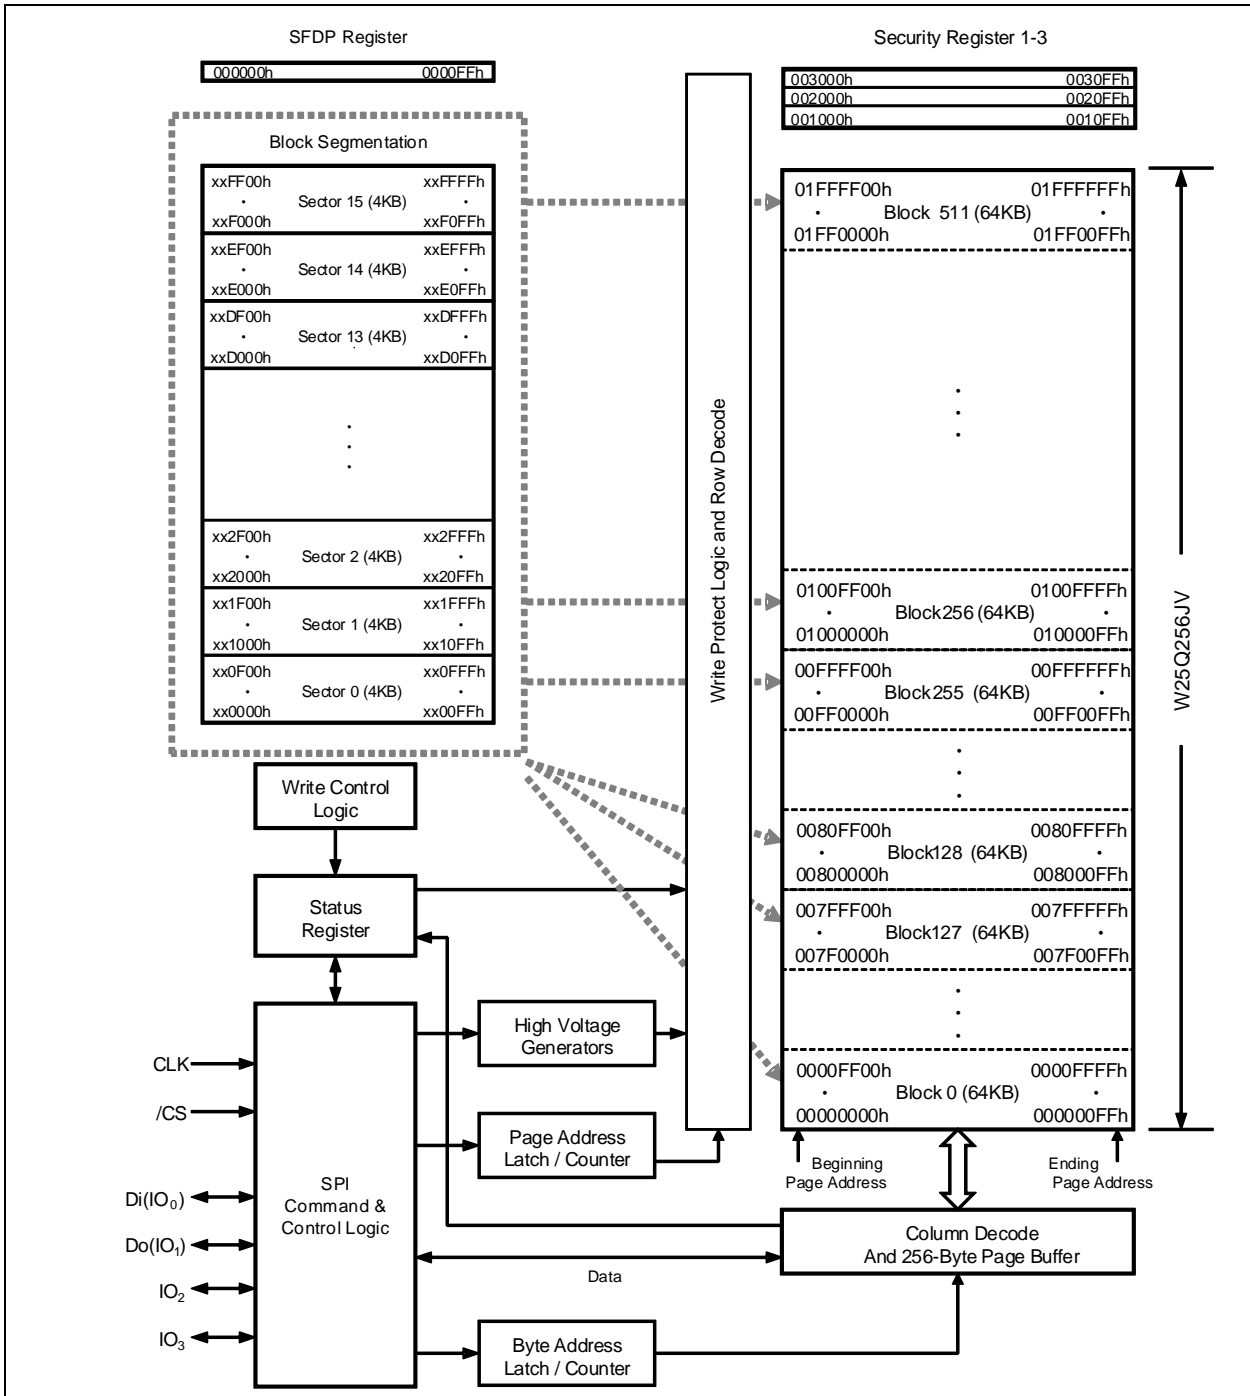 SFDP Register
000000h 0000FFh
Security Register 1-3
003000h 0030FFh
002000h 0020FFh
001000h 0010FFh
Block Segmentation
xxFF00h xxFFFFh
Sector 15 (4KB)
xxF000h xxF0FFh
xxEF00h xxEFFFh
Sector 14 (4KB)
xxE000h xxE0FFh
xxDF00h xxDFFFh
Sector 13 (4KB)
xxD000h xxD0FFh
xx2F00h xx2FFFh
Sector 2 (4KB)
xx2000h xx20FFh
xx1F00h xx1FFFh
Sector 1 (4KB)
xx1000h xx10FFh
xx0F00h xx0FFFh
Sector 0 (4KB)
xx0000h xx00FFh
Write Protect Logic and Row Decode
01FFFF00h 01FFFFFFh
Block 511 (64KB)
01FF0000h 01FF00FFh
0100FF00h 0100FFFFh
Block256 (64KB)
01000000h 010000FFh
00FFFF00h 00FFFFFFh
Block255 (64KB)
00FF0000h 00FF00FFh
0080FF00h 0080FFFFh
Block128 (64KB)
00800000h 008000FFh
007FFF00h 007FFFFFh
Block127 (64KB)
007F0000h 007F00FFh
0000FF00h 0000FFFFh
Block 0 (64KB)
00000000h 000000FFh
W25Q256JV
Beginning
Page Address
Ending
Page Address
Write Control
Logic
Status
Register
High Voltage
Generators
Page Address
Latch / Counter
CLK
/CS
Di(IO0)
Do(IO1)
IO2
IO3
SPI
Command &
Control Logic
Column Decode
And 256-Byte Page Buffer
Data
Byte Address
Latch / Counter